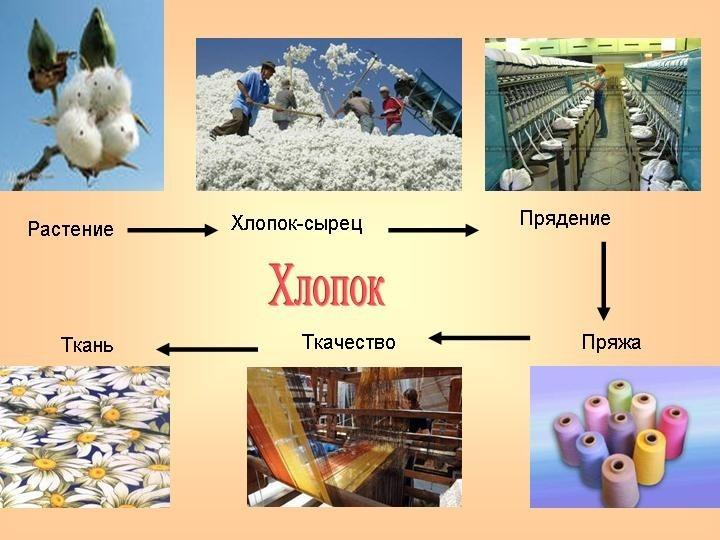 Растение
Хлопок-сырец
Прядение
Хлопок
Ткань
Ткачество
Пряжа